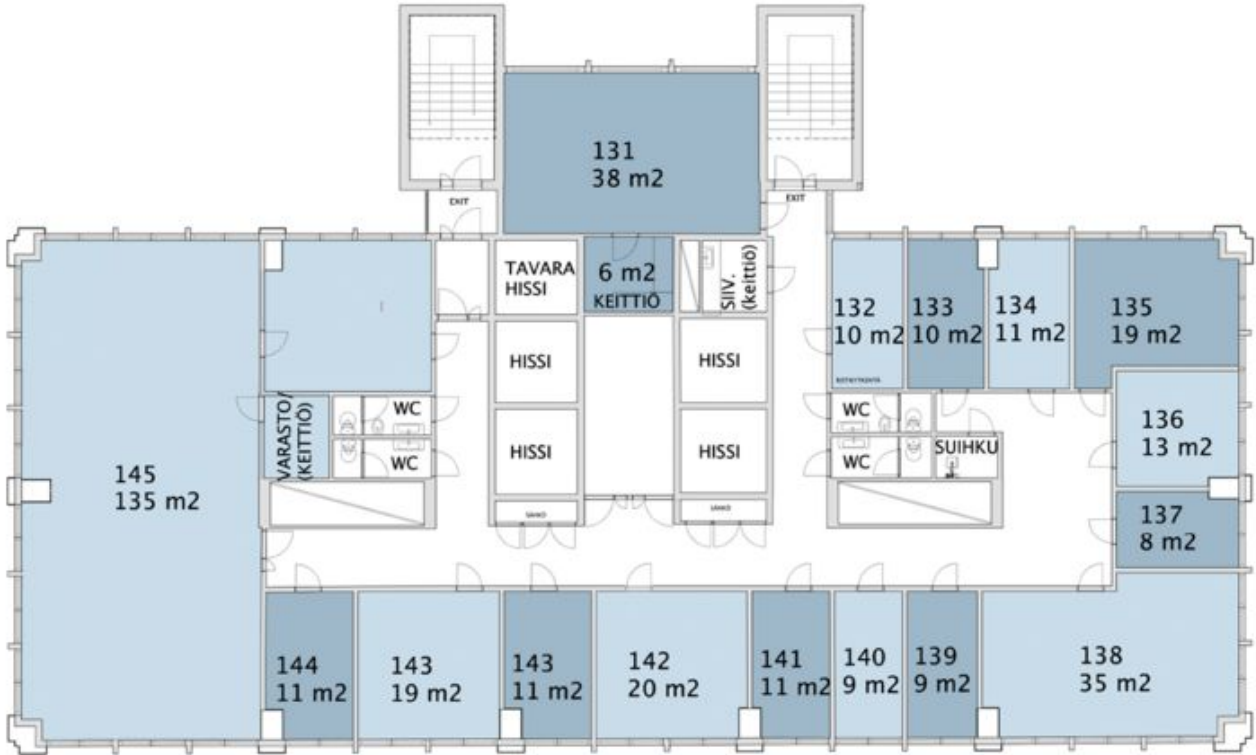 131
38 m2
EXIT
EXIT
TAVARA
HISSI
6 m2
KEITTIÖ
SIIV.
(keittiö)
132
10 m2
133
10 m2
134
11 m2
135
19 m2
HISSI
HISSI
VARASTO/
(KEITTIÖ)
WC
WC
136
13 m2
HISSI
HISSI
WC
WC
SUIHKU
145
135 m2
SÄHKÖ
SÄHKÖ
137
8 m2
144
11 m2
143
19 m2
143
11 m2
142
20 m2
141
11 m2
140
9 m2
139
9 m2
138
35 m2